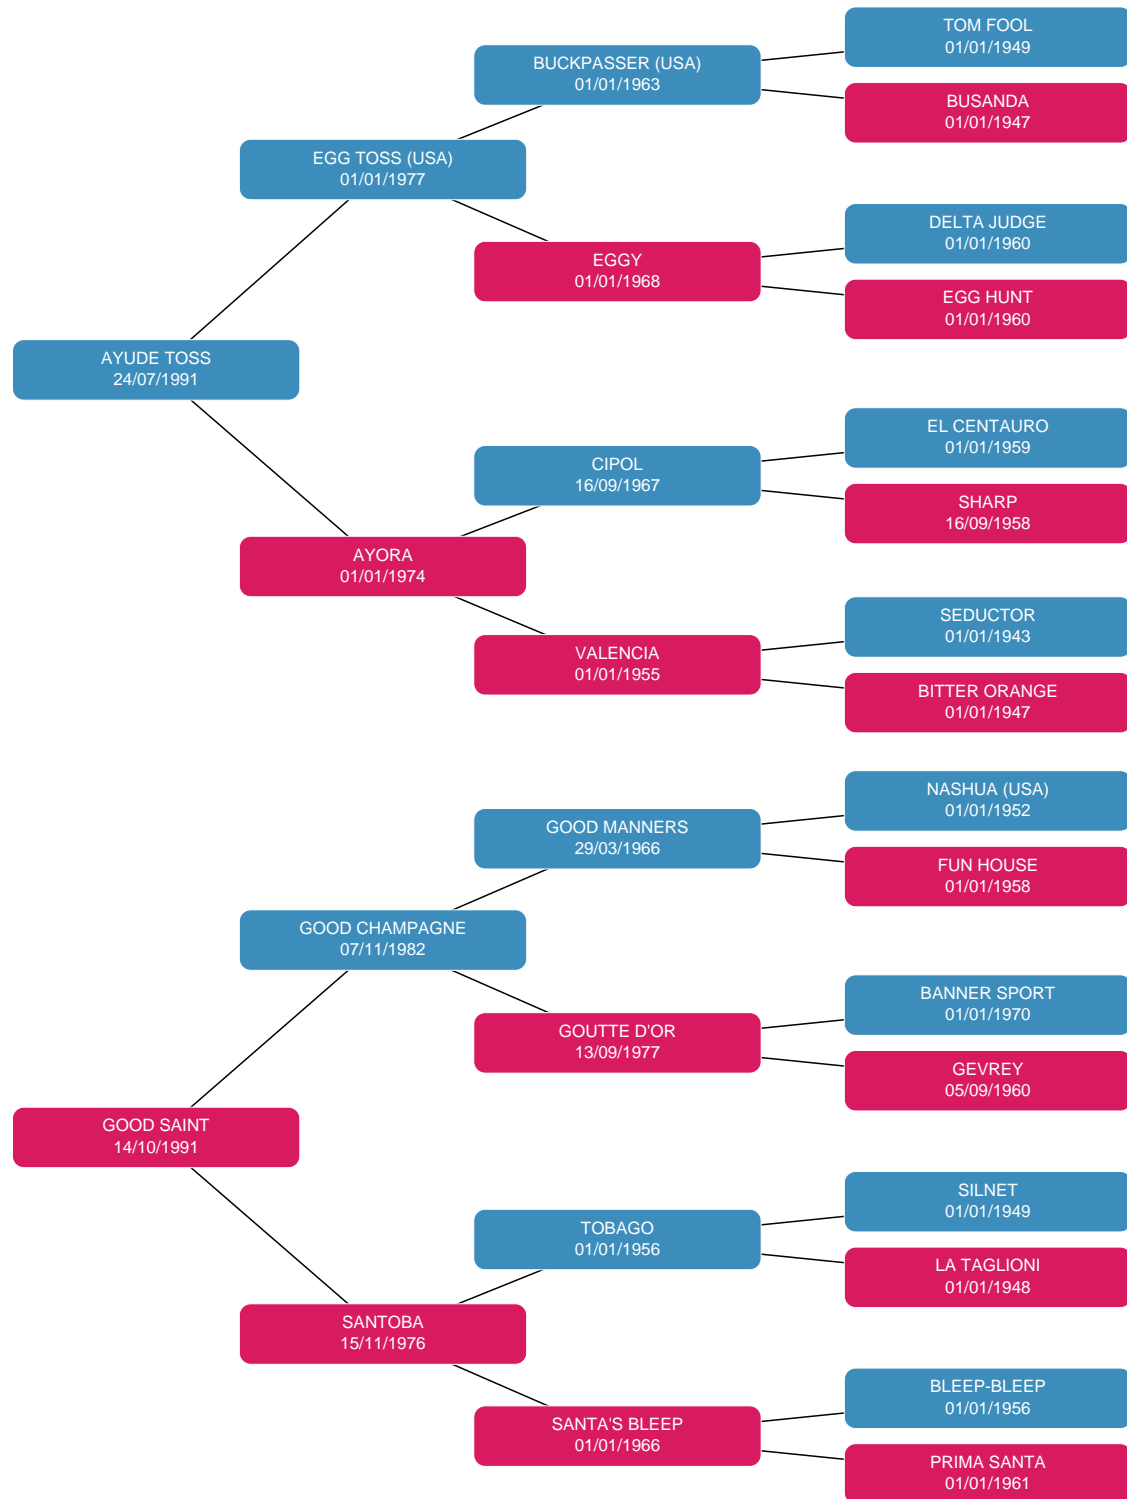 TOM FOOL
01/01/1949
BUCKPASSER (USA)
01/01/1963
BUSANDA
01/01/1947
EGG TOSS (USA)
01/01/1977
DELTA JUDGE
01/01/1960
EGGY
01/01/1968
EGG HUNT
01/01/1960
AYUDE TOSS
24/07/1991
EL CENTAURO
01/01/1959
CIPOL
16/09/1967
SHARP
16/09/1958
AYORA
01/01/1974
SEDUCTOR
01/01/1943
VALENCIA
01/01/1955
BITTER ORANGE
01/01/1947
NASHUA (USA)
01/01/1952
GOOD MANNERS
29/03/1966
FUN HOUSE
01/01/1958
GOOD CHAMPAGNE
07/11/1982
BANNER SPORT
01/01/1970
GOUTTE D'OR
13/09/1977
GEVREY
05/09/1960
GOOD SAINT
14/10/1991
SILNET
01/01/1949
TOBAGO
01/01/1956
LA TAGLIONI
01/01/1948
SANTOBA
15/11/1976
BLEEP-BLEEP
01/01/1956
SANTA'S BLEEP
01/01/1966
PRIMA SANTA
01/01/1961